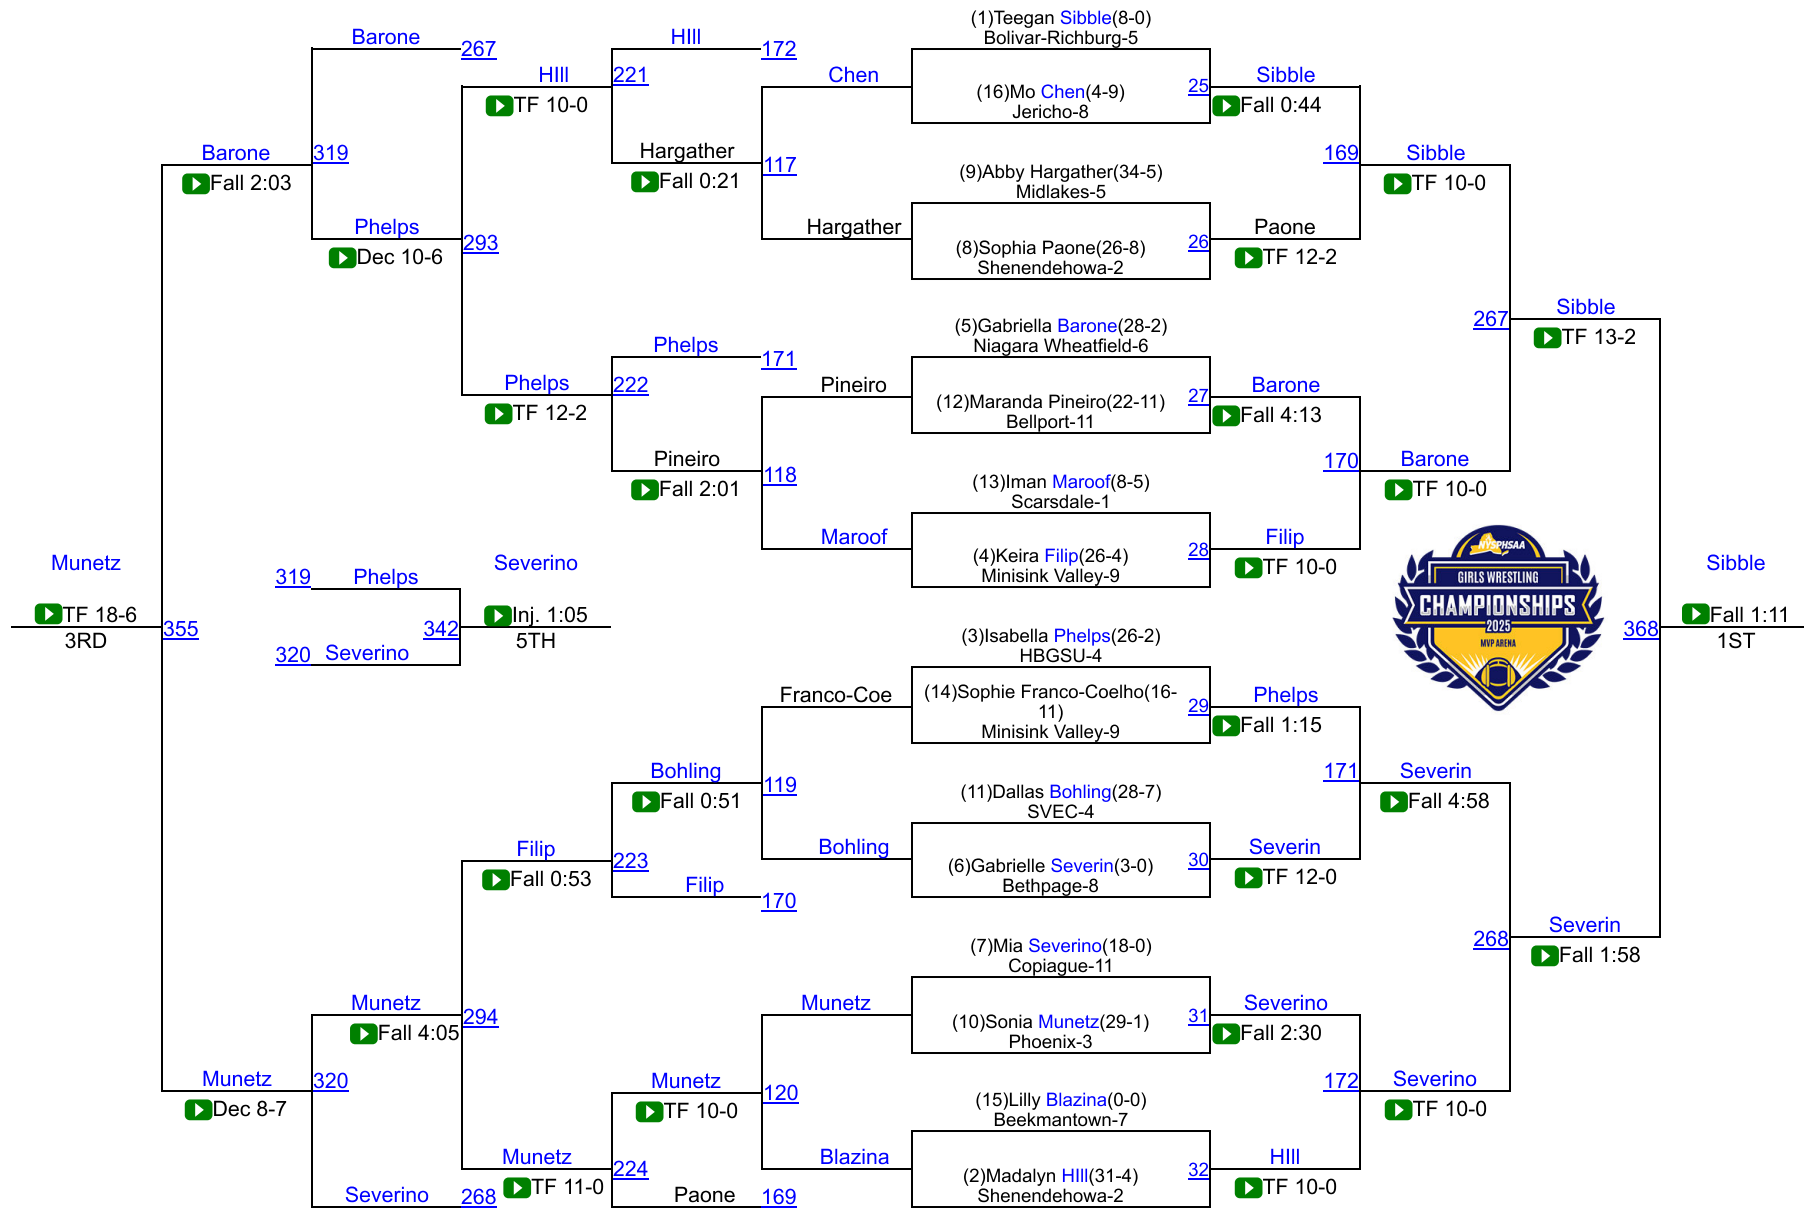 (1)Teegan Sibble(8-0)
Bolivar-Richburg-5
(16)Mo Chen(4-9)
Jericho-8
25
(9)Abby Hargather(34-5)
Midlakes-5
(8)Sophia Paone(26-8)
Shenendehowa-2
26
(5)Gabriella Barone(28-2)
Niagara Wheatfield-6
(12)Maranda Pineiro(22-11)
Bellport-11
27
(13)Iman Maroof(8-5)
Scarsdale-1
(4)Keira Filip(26-4)
Minisink Valley-9
28
(3)Isabella Phelps(26-2)
HBGSU-4
(14)Sophie Franco-Coelho(16-
11)
Minisink Valley-9
29
(11)Dallas Bohling(28-7)
SVEC-4
(6)Gabrielle Severin(3-0)
Bethpage-8
30
(7)Mia Severino(18-0)
Copiague-11
(10)Sonia Munetz(29-1)
Phoenix-3
31
(15)Lilly Blazina(0-0)
Beekmantown-7
(2)Madalyn HIll(31-4)
Shenendehowa-2
32
Sibble
Fall 0:44
169
Paone
TF 12-2
Barone
Fall 4:13
170
Filip
TF 10-0
Phelps
Fall 1:15
171
Severin
TF 12-0
Severino
Fall 2:30
172
HIll
TF 10-0
Sibble
TF 10-0
267
Barone
TF 10-0
Severin
Fall 4:58
268
Severino
TF 10-0
Sibble
TF 13-2
368
Severin
Fall 1:58
Sibble
Fall 1:11
1ST
NYSPHSAA
GIRLS WRESTLING
CHAMPIONSHIPS
2025
MVP ARENA
Chen
117
Hargather
Pineiro
118
Maroof
Franco-Coe
119
Bohling
Munetz
120
Blazina
HIll
172
221
Hargather
Fall 0:21
Phelps
171
222
Pineiro
Fall 2:01
Bohling
Fall 0:51
223
Filip
170
Munetz
TF 10-0
224
Paone
169
HIll
TF 10-0
293
Phelps
TF 12-2
Filip
Fall 0:53
294
Munetz
TF 11-0
Barone
267
319
Phelps
Dec 10-6
Munetz
Fall 4:05
320
Severino
268
Barone
Fall 2:03
355
Munetz
Dec 8-7
Munetz
TF 18-6
3RD
319
Phelps
342
320
Severino
Severino
Inj. 1:05
5TH